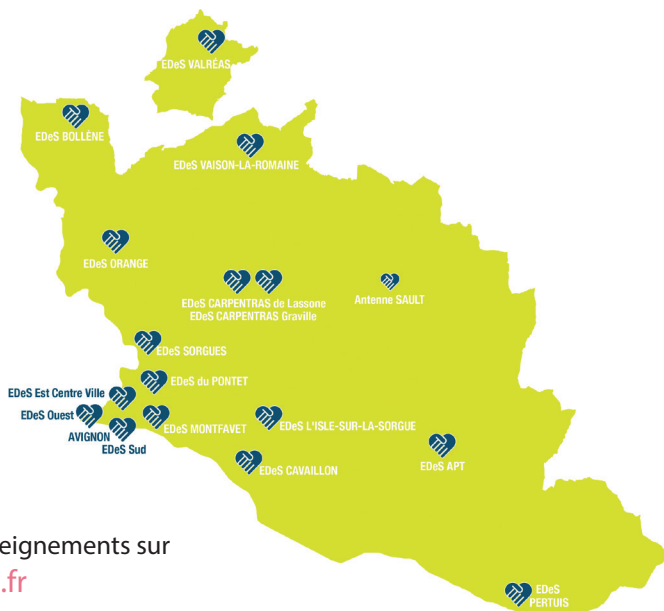 EDeS VALRÉAS
EDeS BOLLÈNE
EDeS VAISON-LA-ROMAINE
EDeS ORANGE
EDeS CARPENTRAS de Lassone
EDeS CARPENTRAS Graville
Antenne SAULT
EDeS SORGUES
EDeS du PONTET
EDeS Est Centre Ville
EDeS Ouest
AVIGNON
EDeS Sud
EDeS MONTFAVET
EDeS L'ISLE-SUR-LA-SORGUE
EDeS CAVAILLON
EDeS APT
eignements sur
.fr
EDeS
PERTUIS